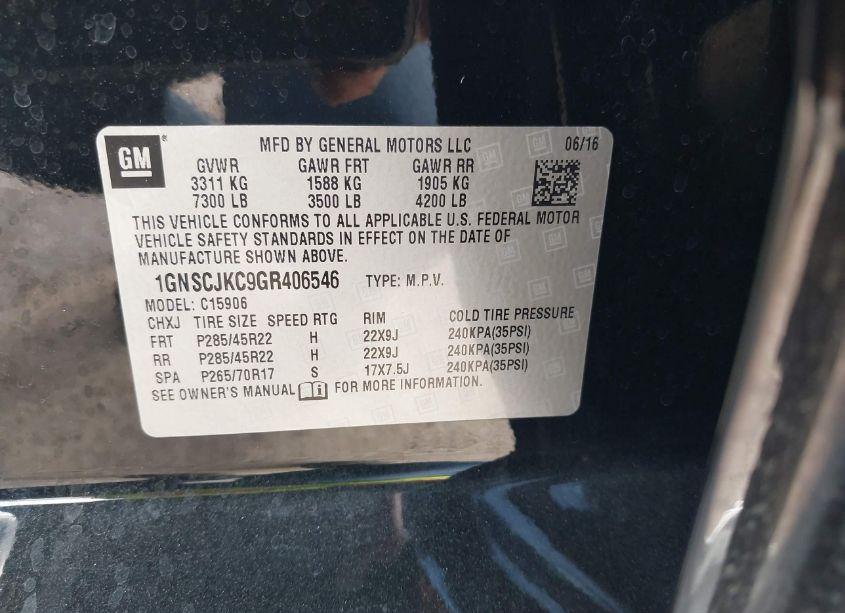 GM
MFD BY GENERAL MOTORS LLC 06/16
GVWR GAWR FRT GAWR RR
3311 KG 1588 KG 1905 KG
7300 LB 3500 LB 4200 LB
THIS VEHICLE CONFORMS TO ALL APPLICABLE U.S. FEDERAL MOTOR
VEHICLE SAFETY STANDARDS IN EFFECT ON THE DATE OF
MANUFACTURE SHOWN ABOVE.
1GNSCJKC9GR406546 TYPE: M.P.V.
MODEL: C15906
CHXJ TIRE SIZE SPEED RTG RIM COLD TIRE PRESSURE
FRT P285/45R22 H 22X9J 240KPA(35PSI)
RR P285/45R22 H 22X9J 240KPA(35PSI)
SPA P265/70R17 S 17X7.5J 240KPA(35PSI)
SEE OWNER'S MANUAL FOR MORE INFORMATION.